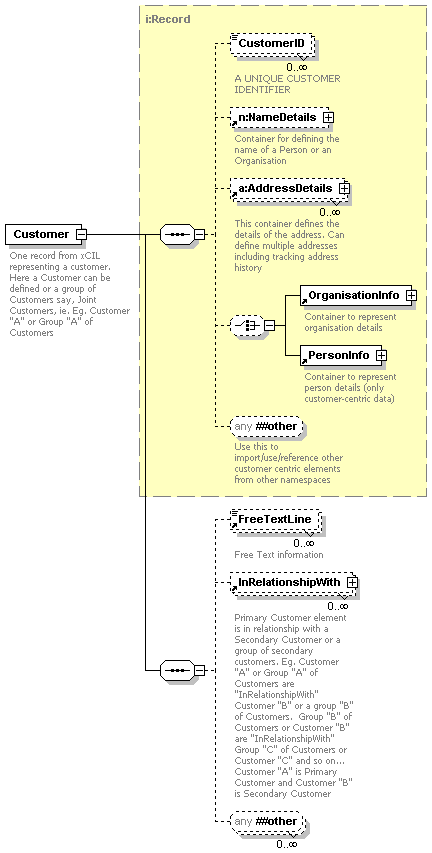 i:Record
CustomerID
0..∞
A UNIQUE CUSTOMER
IDENTIFIER
n:NameDetails
Container for defining the
name of a Person or an
Organisation
a:AddressDetails
0..∞
This container defines the
details of the address. Can
define multiple addresses
including tracking address
history
Customer
One record from xCIL
representing a customer.
Here a Customer can be
defined or a group of
Customers say, Joint
Customers, ie. Eg. Customer
"A" or Group "A" of
Customers
OrganisationInfo
Container to represent
organisation details
PersonInfo
Container to represent
person details (only
customer-centric data)
any ##other
Use this to
import/use/reference other
customer centric elements
from other namespaces
FreeTextLine
0..∞
Free Text information
InRelationshipWith
0..∞
Primary Customer element
is in relationship with a
Secondary Customer or a
group of secondary
customers. Eg. Customer
"A" or Group "A" of
Customers are
"InRelationshipWith"
Customer "B" or a group "B"
of Customers.  Group "B" of
Customers or Customer "B"
are "InRelationshipWith"
Group "C" of Customers or
Customer "C" and so on...
Customer "A" is Primary
Customer and Customer "B"
is Secondary Customer
any ##other
0..∞